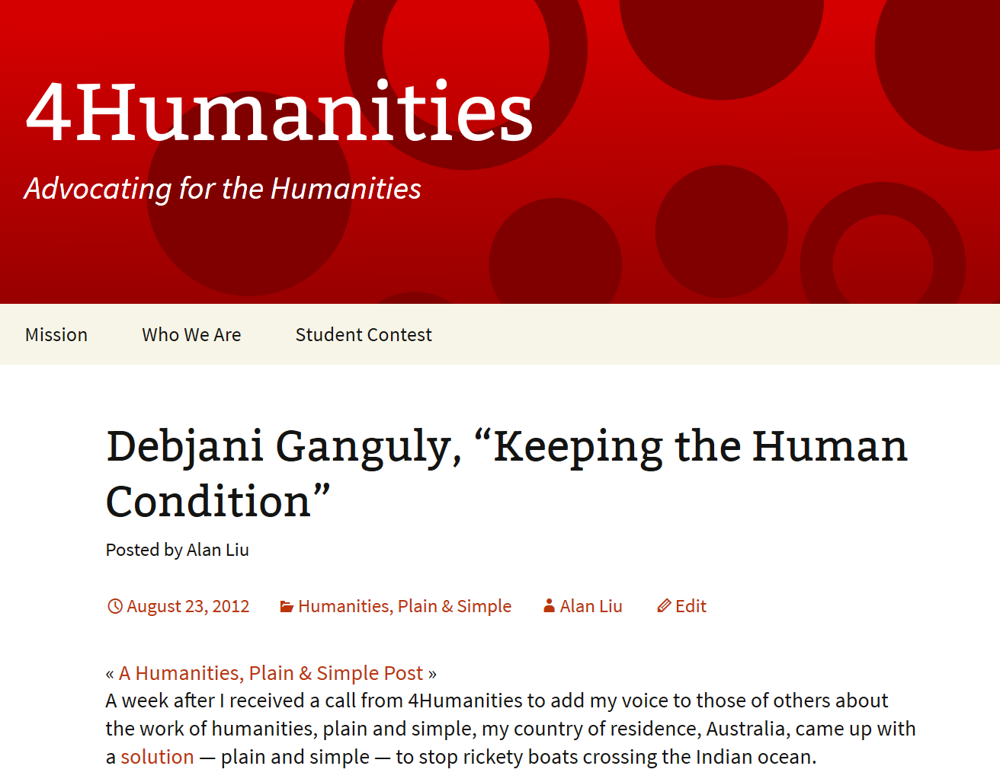 4Humanities
Advocating for the Humanities
Mission Who We Are Student Contest
Debjani Ganguly, “Keeping the Human
Condition”
Posted by Alan Liu
August 23, 2012 Humanities, Plain & Simple Alan Liu Edit
« A Humanities, Plain & Simple Post »
A week after I received a call from 4Humanities to add my voice to those of others about
the work of humanities, plain and simple, my country of residence, Australia, came up with
a solution — plain and simple — to stop rickety boats crossing the Indian ocean.